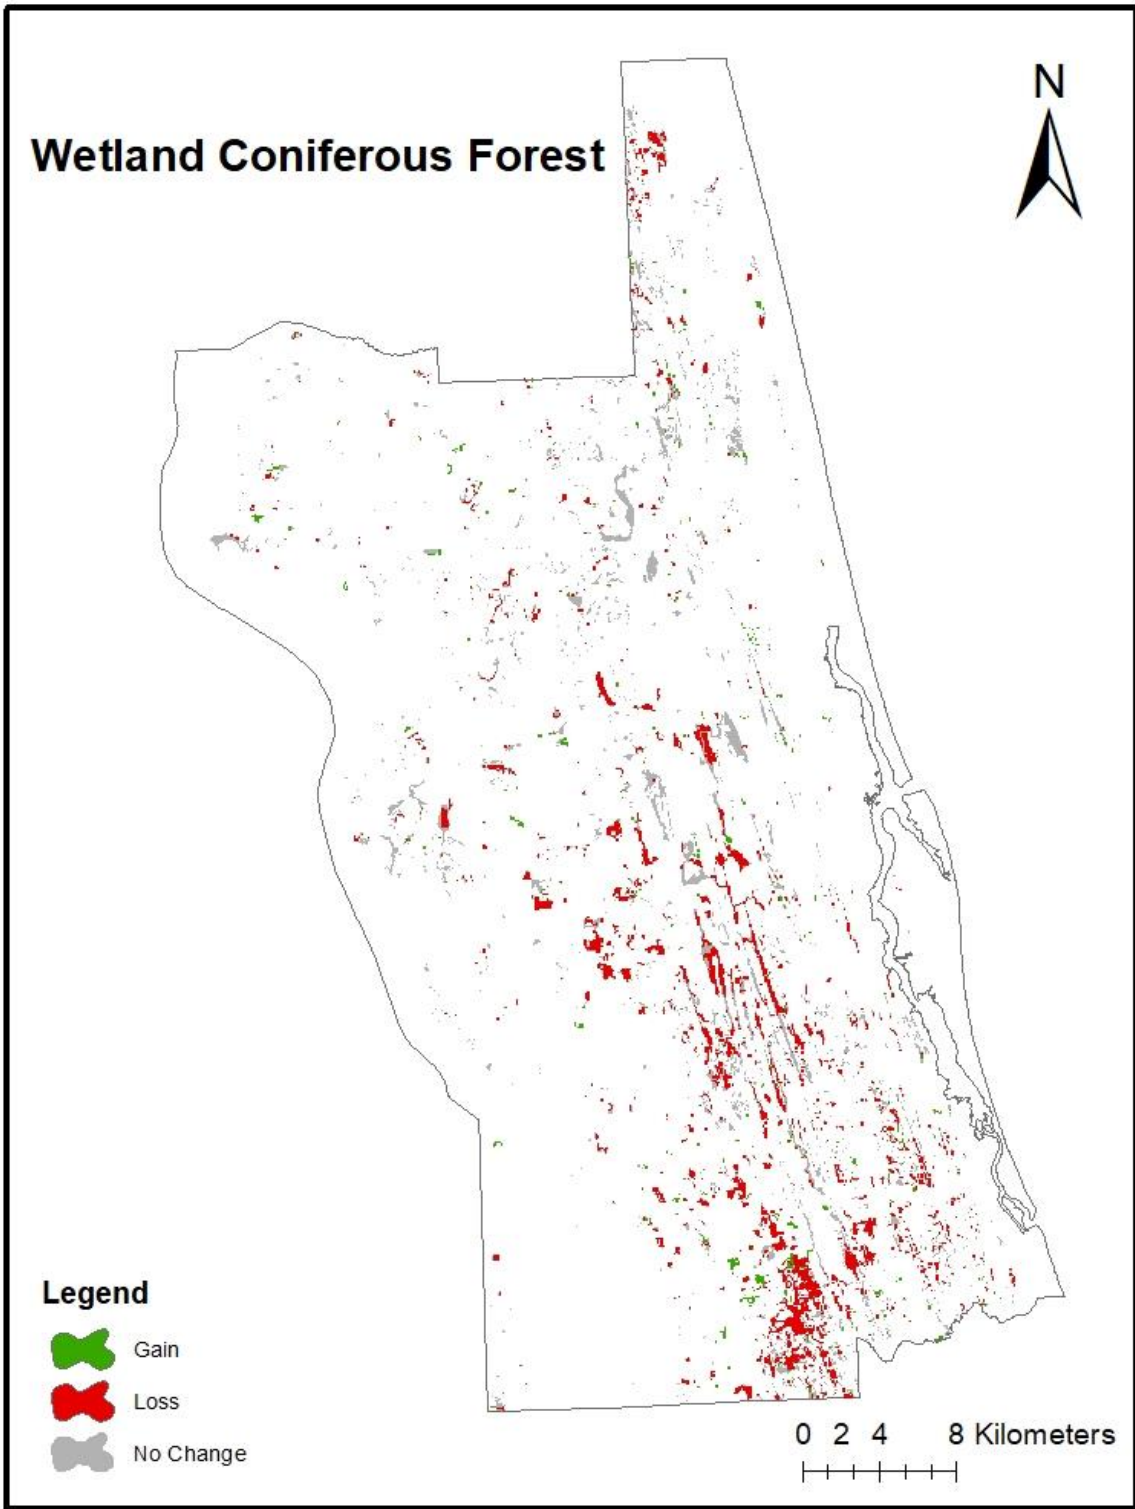 N
Wetland Coniferous Forest
Legend
Gain
Loss
No Change
0 2 4 8 Kilometers